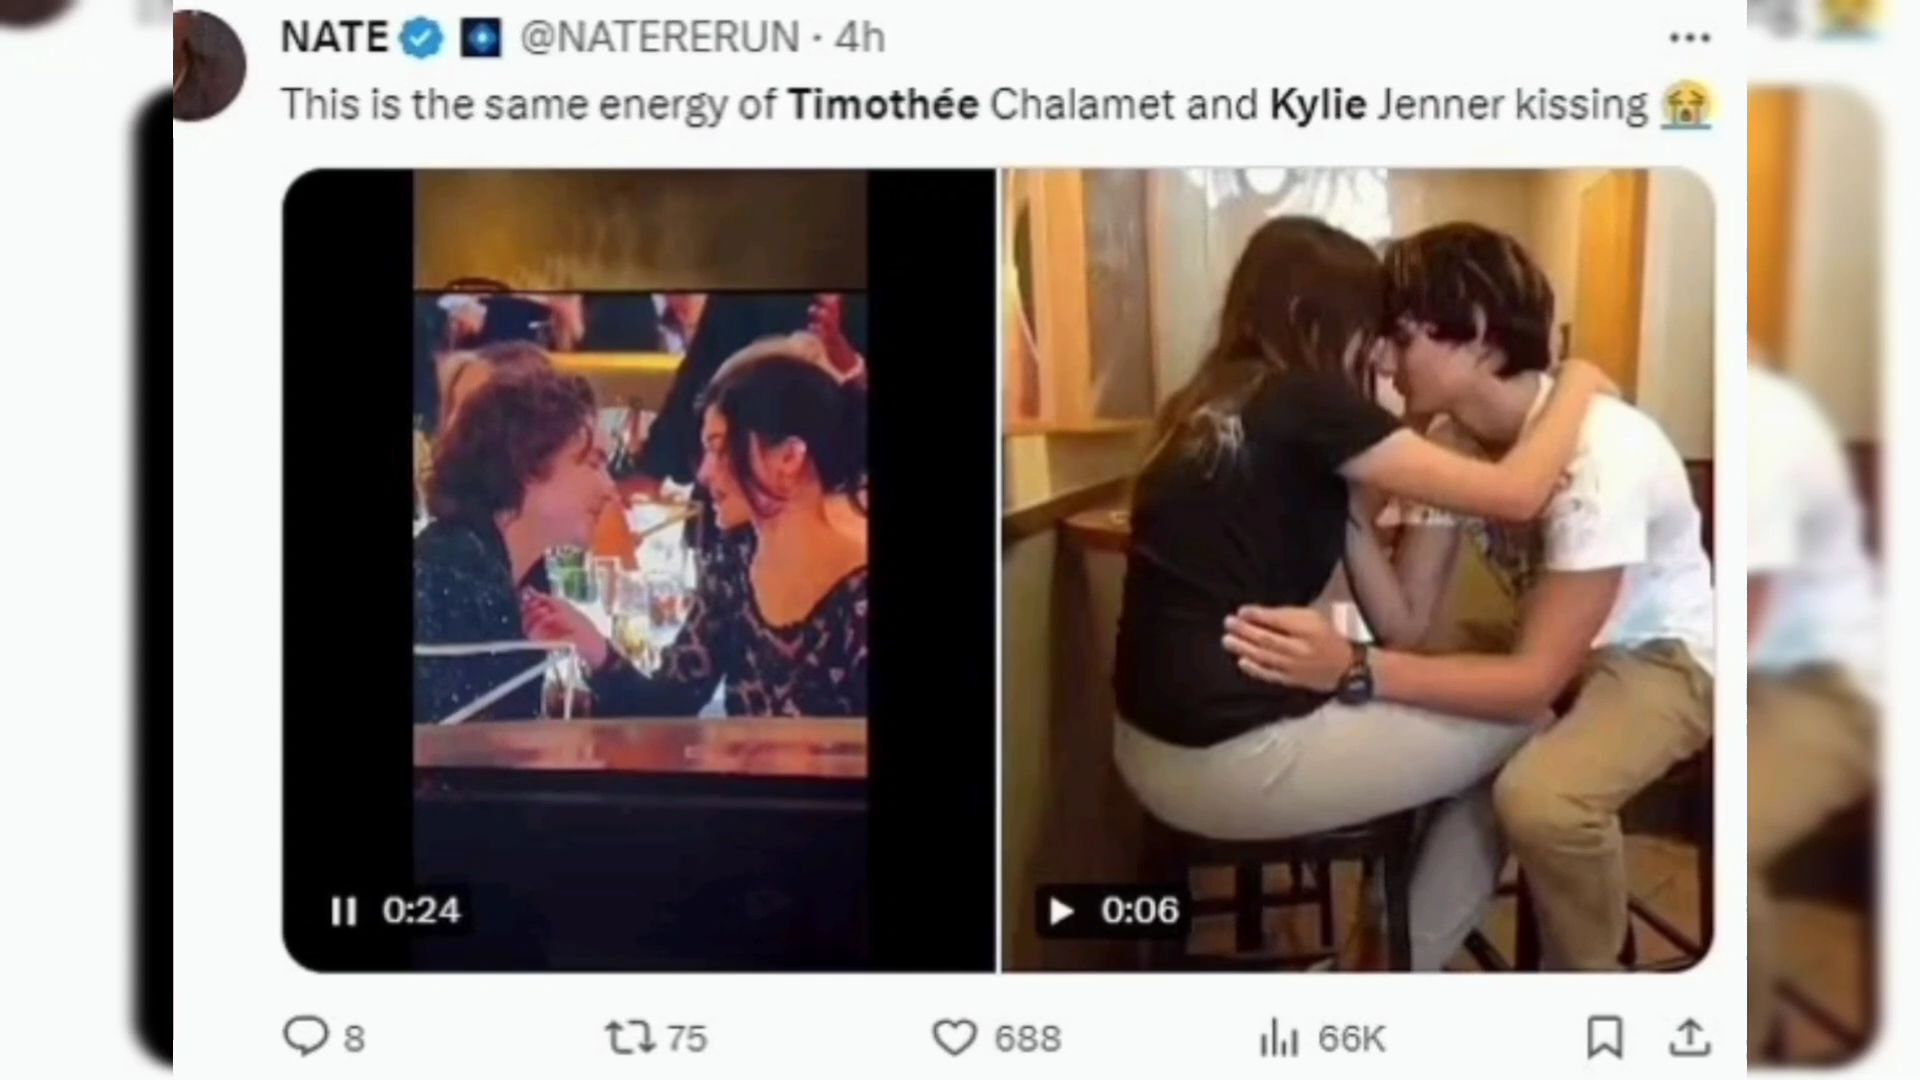 NATE @NATERERUN · 4h
This is the same energy of Timothée Chalamet and Kylie Jenner kissing 😭
0:24
0:06
8 75 688 66K